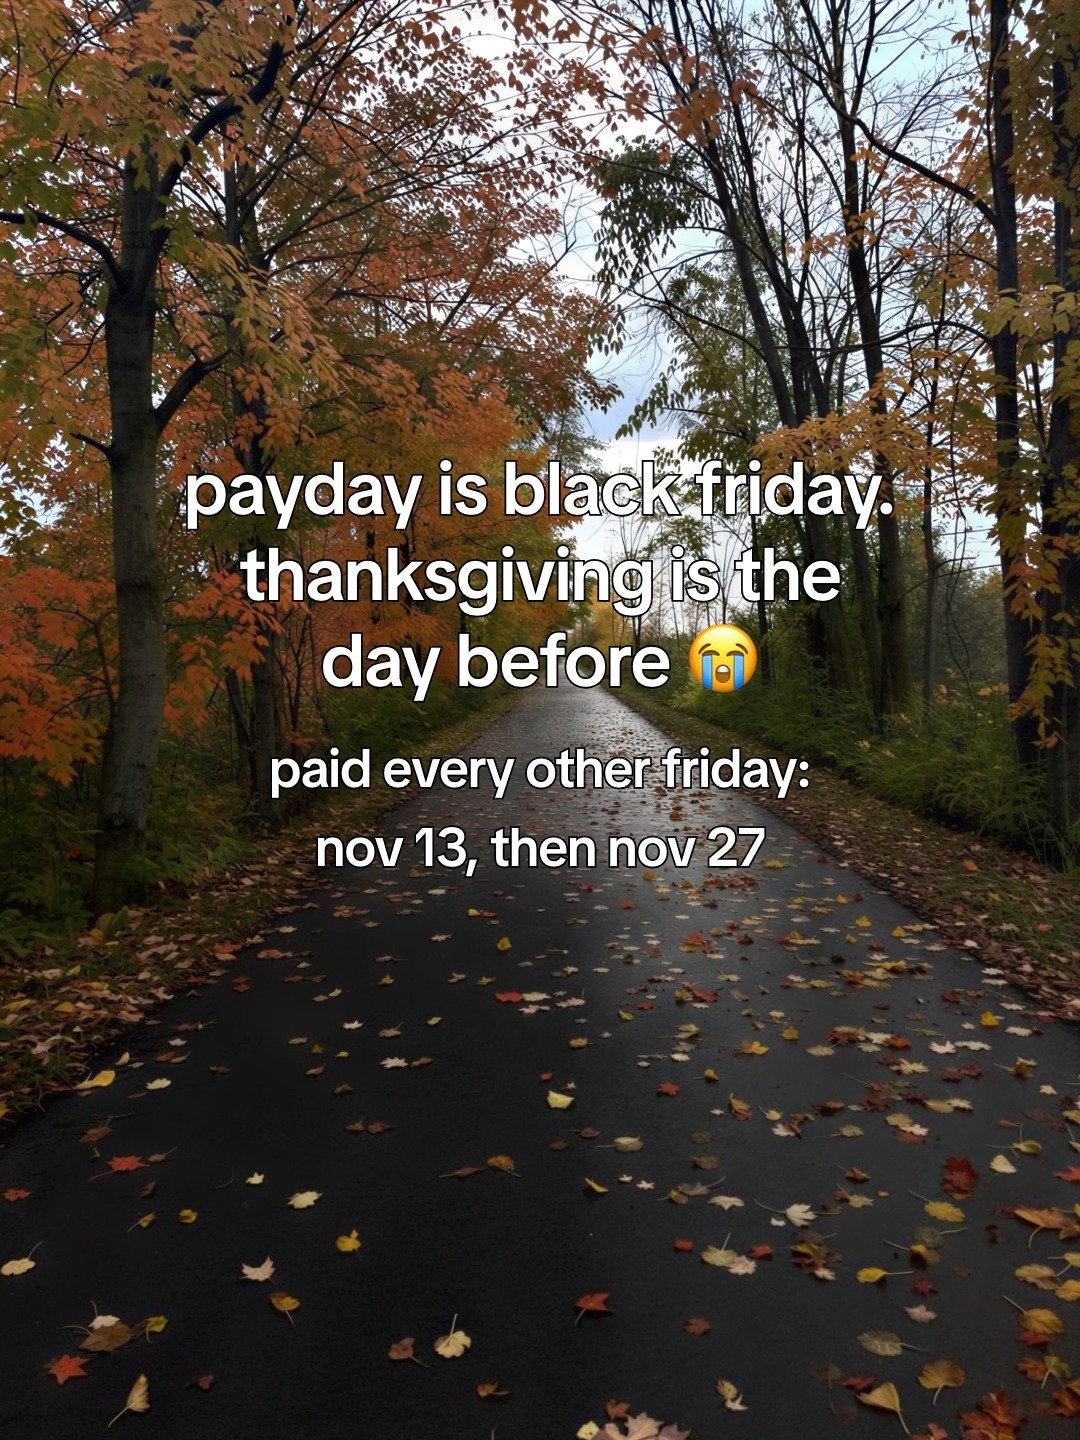 payday is black friday.
thanksgiving is the
day before 😭
paid every other friday:
nov 13, then nov 27